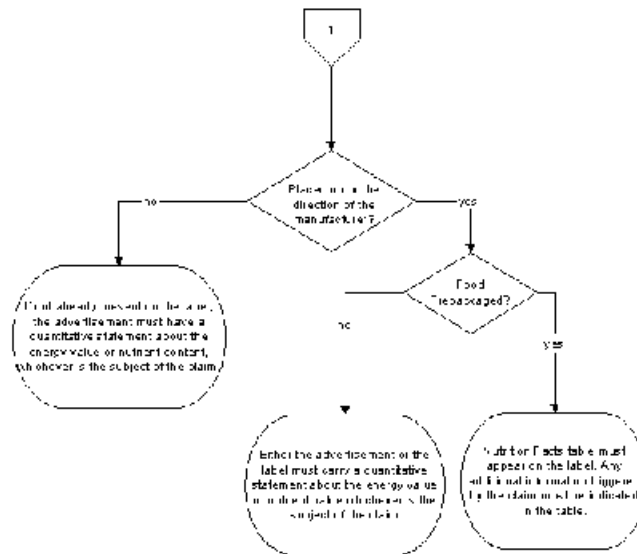 1
Placed on or at the
direction of the
manufacturer?
no
yes
Food
Prepackaged?
If not already present on the label,
the advertisement must have a
quantitative statement about the
energy value or nutrient content,
whichever is the subject of the claim
no
yes
Either the advertisement or the
label must carry a quantitative
statement about the energy value
or nutrient value whichever is the
subject of the claim
Nutrition Facts table must
appear on the label. Any
additional information triggered
by the claim must be indicated
in the table.